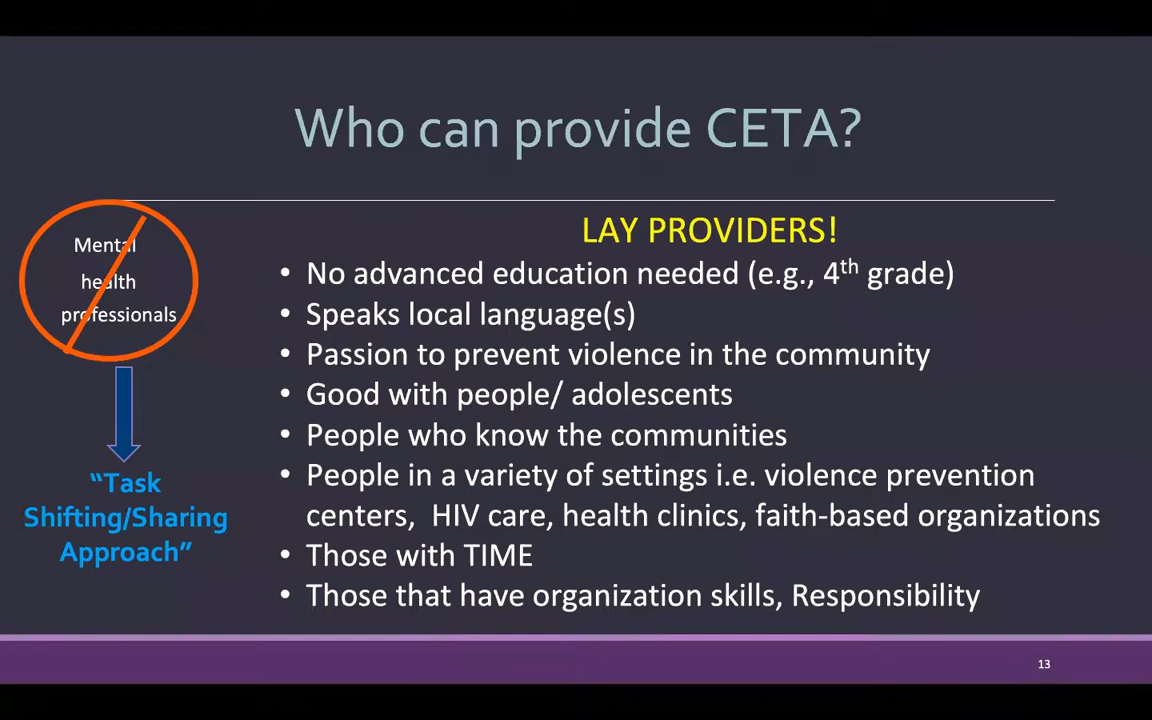 Who can provide CETA?
Mental
health
professionals
“Task
Shifting/Sharing
Approach”
LAY PROVIDERS!
• No advanced education needed (e.g., 4th grade)
• Speaks local language(s)
• Passion to prevent violence in the community
• Good with people/ adolescents
• People who know the communities
• People in a variety of settings i.e. violence prevention
centers, HIV care, health clinics, faith-based organizations
• Those with TIME
• Those that have organization skills, Responsibility
13